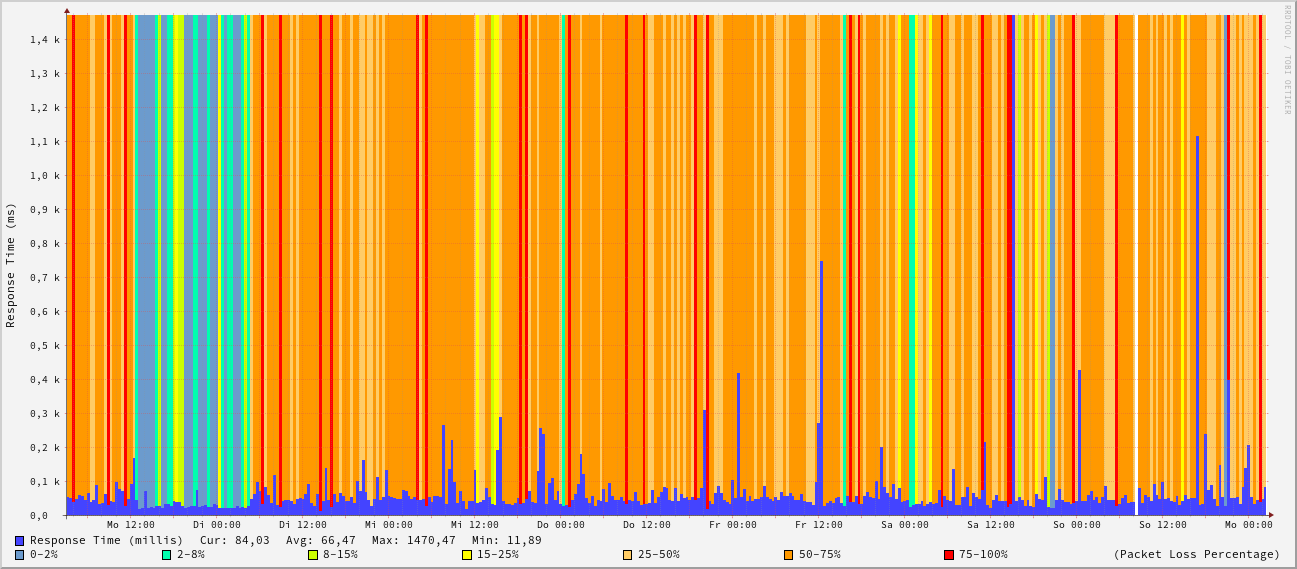 RRDTOOL / TOBI OETIKER
Response Time (ms)
1,4 k
1,3 k
1,2 k
1,1 k
1,0 k
0,9 k
0,8 k
0,7 k
0,6 k
0,5 k
0,4 k
0,3 k
0,2 k
0,1 k
0,0
Mo 12:00 Di 00:00 Di 12:00 Mi 00:00 Mi 12:00 Do 00:00 Do 12:00 Fr 00:00 Fr 12:00 Sa 00:00 Sa 12:00 So 00:00 So 12:00 Mo 00:00
Response Time (millis) Cur: 84,03 Avg: 66,47 Max: 1470,47 Min: 11,89
0-2% 2-8% 8-15% 15-25% 25-50% 50-75% 75-100% (Packet Loss Percentage)